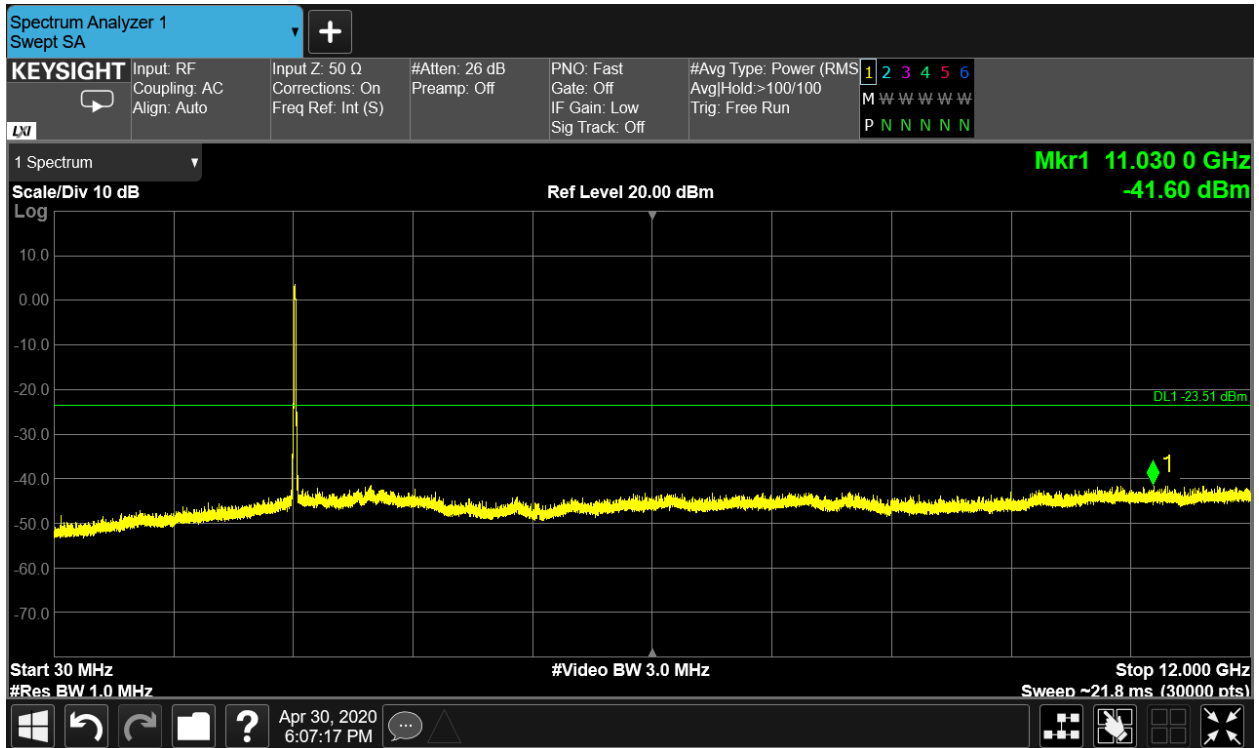 Spectrum Analyzer 1
Swept SA
▼
+
KEYSIGHT
LXI
Input: RF
Coupling: AC
Align: Auto
Input Z: 50 Ω
Corrections: On
Freq Ref: Int (S)
#Atten: 26 dB
Preamp: Off
PNO: Fast
Gate: Off
IF Gain: Low
Sig Track: Off
#Avg Type: Power (RMS
Avg|Hold:>100/100
Trig: Free Run
1 2 3 4 5 6
M W W W W W
P N N N N N
1 Spectrum ▼
Mkr1 11.030 0 GHz
-41.60 dBm
Scale/Div 10 dB
Ref Level 20.00 dBm
Log
10.0
0.00
-10.0
-20.0
DL1 -23.51 dBm
-30.0
-40.0
1
-50.0
-60.0
-70.0
Start 30 MHz
#Video BW 3.0 MHz
Stop 12.000 GHz
#Res BW 1.0 MHz
Sweep ~21.8 ms (30000 pts)
?
Apr 30, 2020
6:07:17 PM